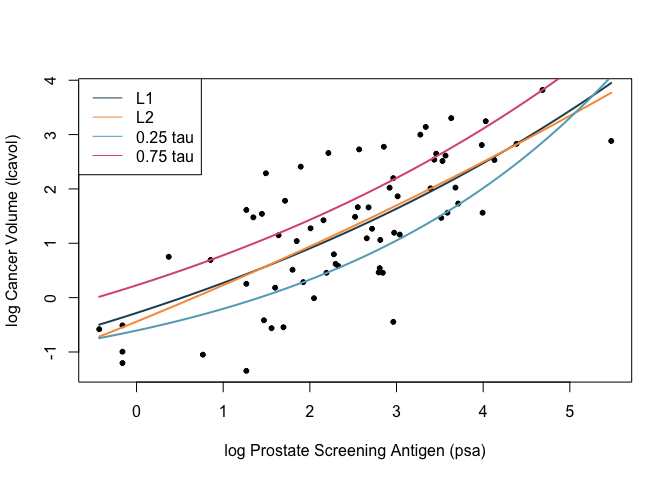 L1
L2
0.25 tau
0.75 tau
log Cancer Volume (lcavol)
4
3
2
1
0
-1
0 1 2 3 4 5
log Prostate Screening Antigen (psa)